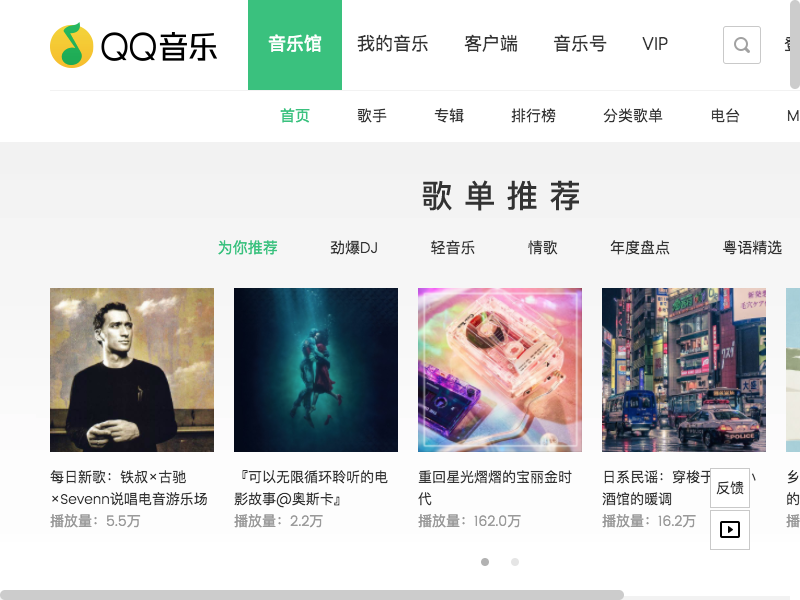 QQ音乐
音乐馆
我的音乐
客户端
音乐号
VIP
首页
歌手
专辑
排行榜
分类歌单
电台
M
歌单推荐
为你推荐
劲爆DJ
轻音乐
情歌
年度盘点
粤语精选
每日新歌：铁叔×古驰
×Sevenn说唱电音游乐场
播放量：5.5万
『可以无限循环聆听的电
影故事@奥斯卡』
播放量：2.2万
重回星光熠熠的宝丽金时
代
播放量：162.0万
日系民谣：穿梭于
酒馆的暖调
播放量：16.2万
乡
的
播
反馈
POLICE